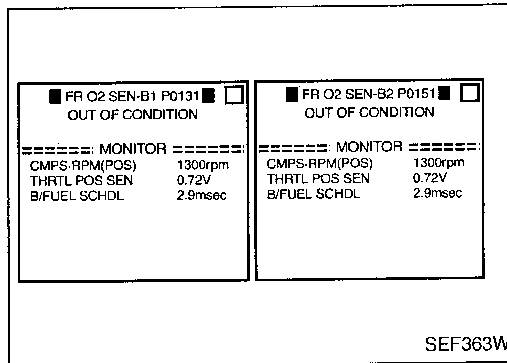 FR O2 SEN-B1 P0131
OUT OF CONDITION
====== MONITOR ======
CMPS·RPM(POS) 1300rpm
THRTL POS SEN 0.72V
B/FUEL SCHDL 2.9msec
FR O2 SEN-B2 P0151
OUT OF CONDITION
====== MONITOR ======
CMPS·RPM(POS) 1300rpm
THRTL POS SEN 0.72V
B/FUEL SCHDL 2.9msec
SEF363W